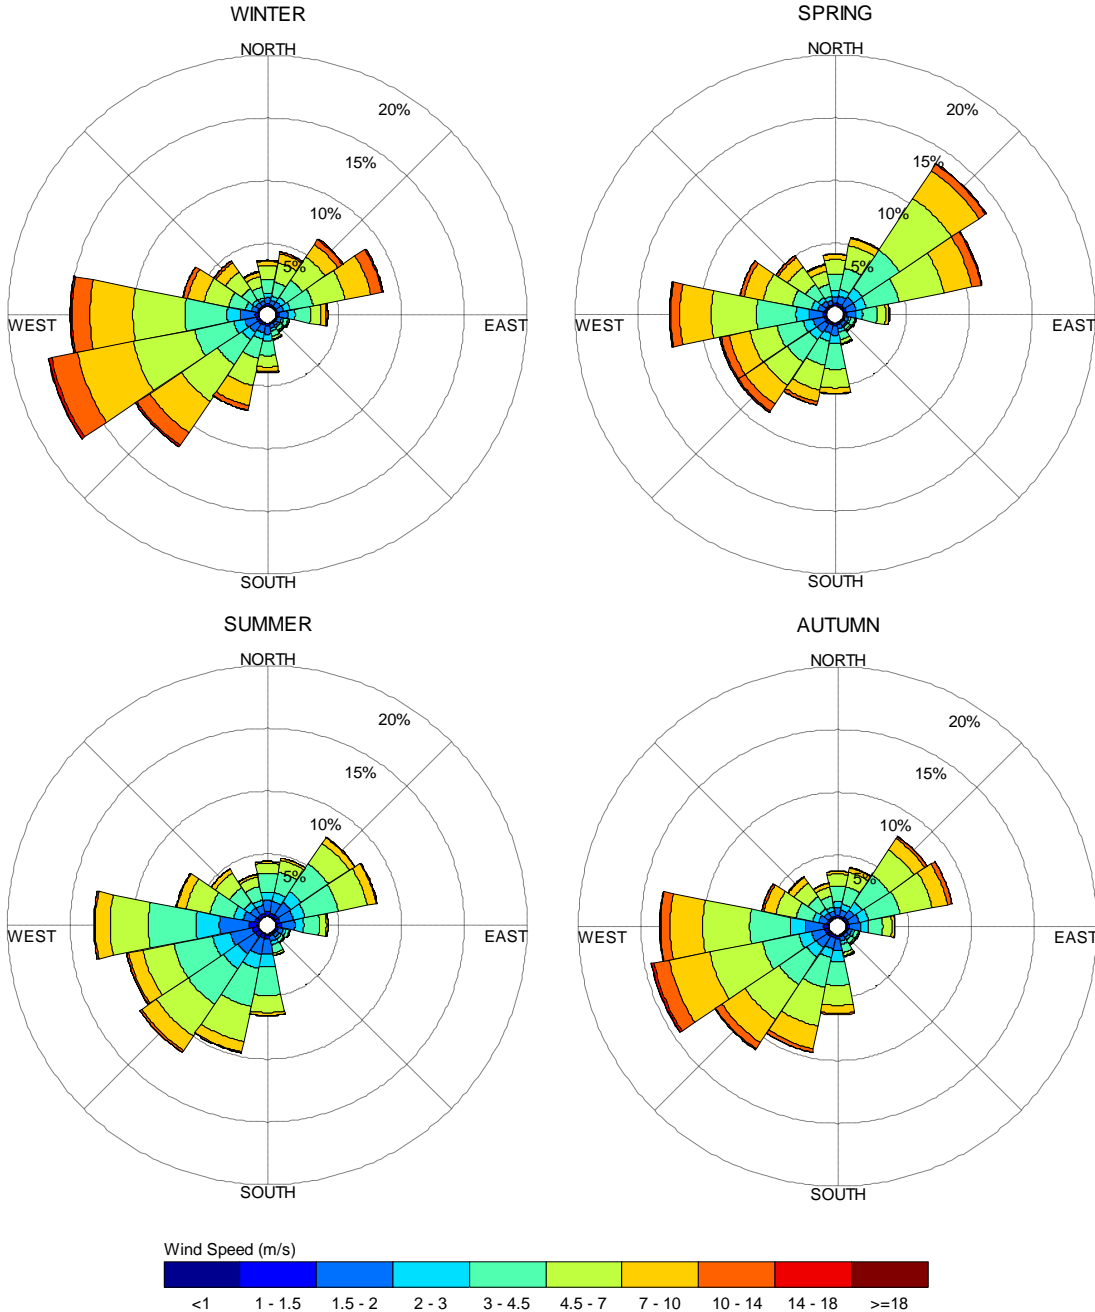 WINTER
SPRING
NORTH
NORTH
20%
20%
15%
15%
10%
10%
5%
5%
WEST
EAST
WEST
EAST
SOUTH
SOUTH
SUMMER
AUTUMN
NORTH
NORTH
20%
20%
15%
15%
10%
10%
5%
5%
WEST
EAST
WEST
EAST
SOUTH
SOUTH
Wind Speed (m/s)
<1 1 - 1.5 1.5 - 2 2 - 3 3 - 4.5 4.5 - 7 7 - 10 10 - 14 14 - 18 >=18